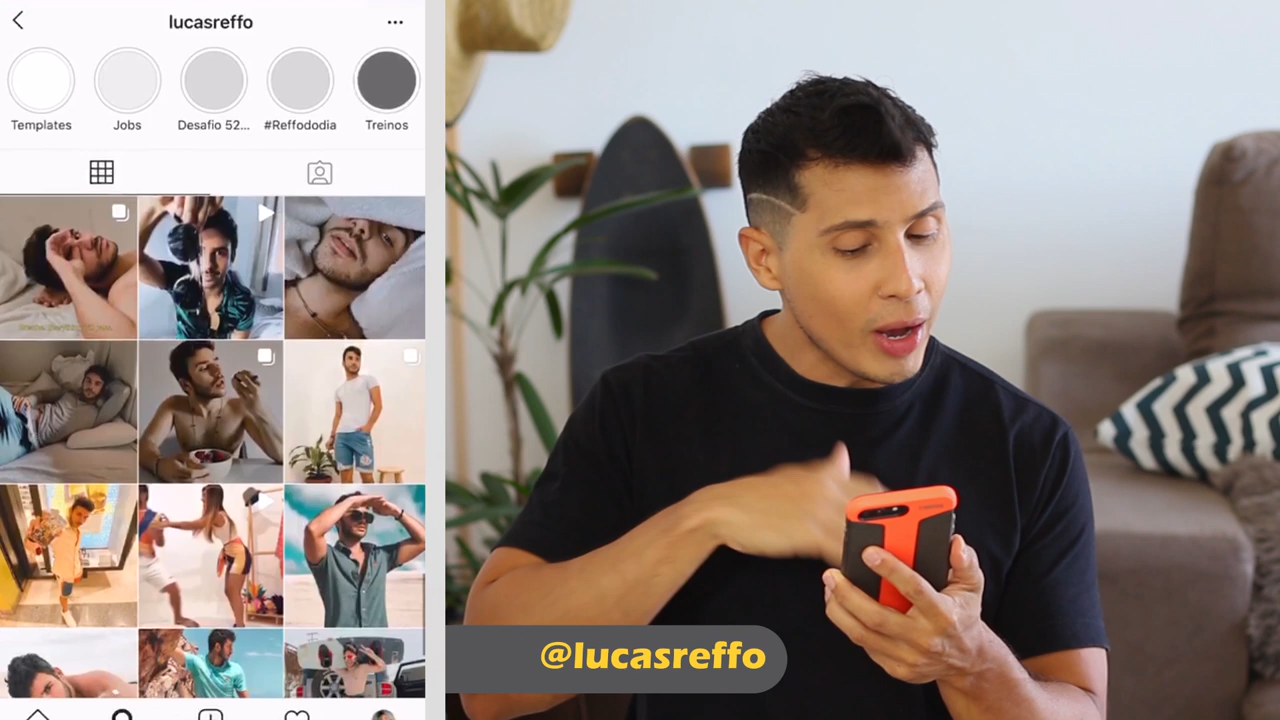 lucasreffo
Templates
Jobs
Desafio 52...
#Reffododia
Treinos
@lucasreffo